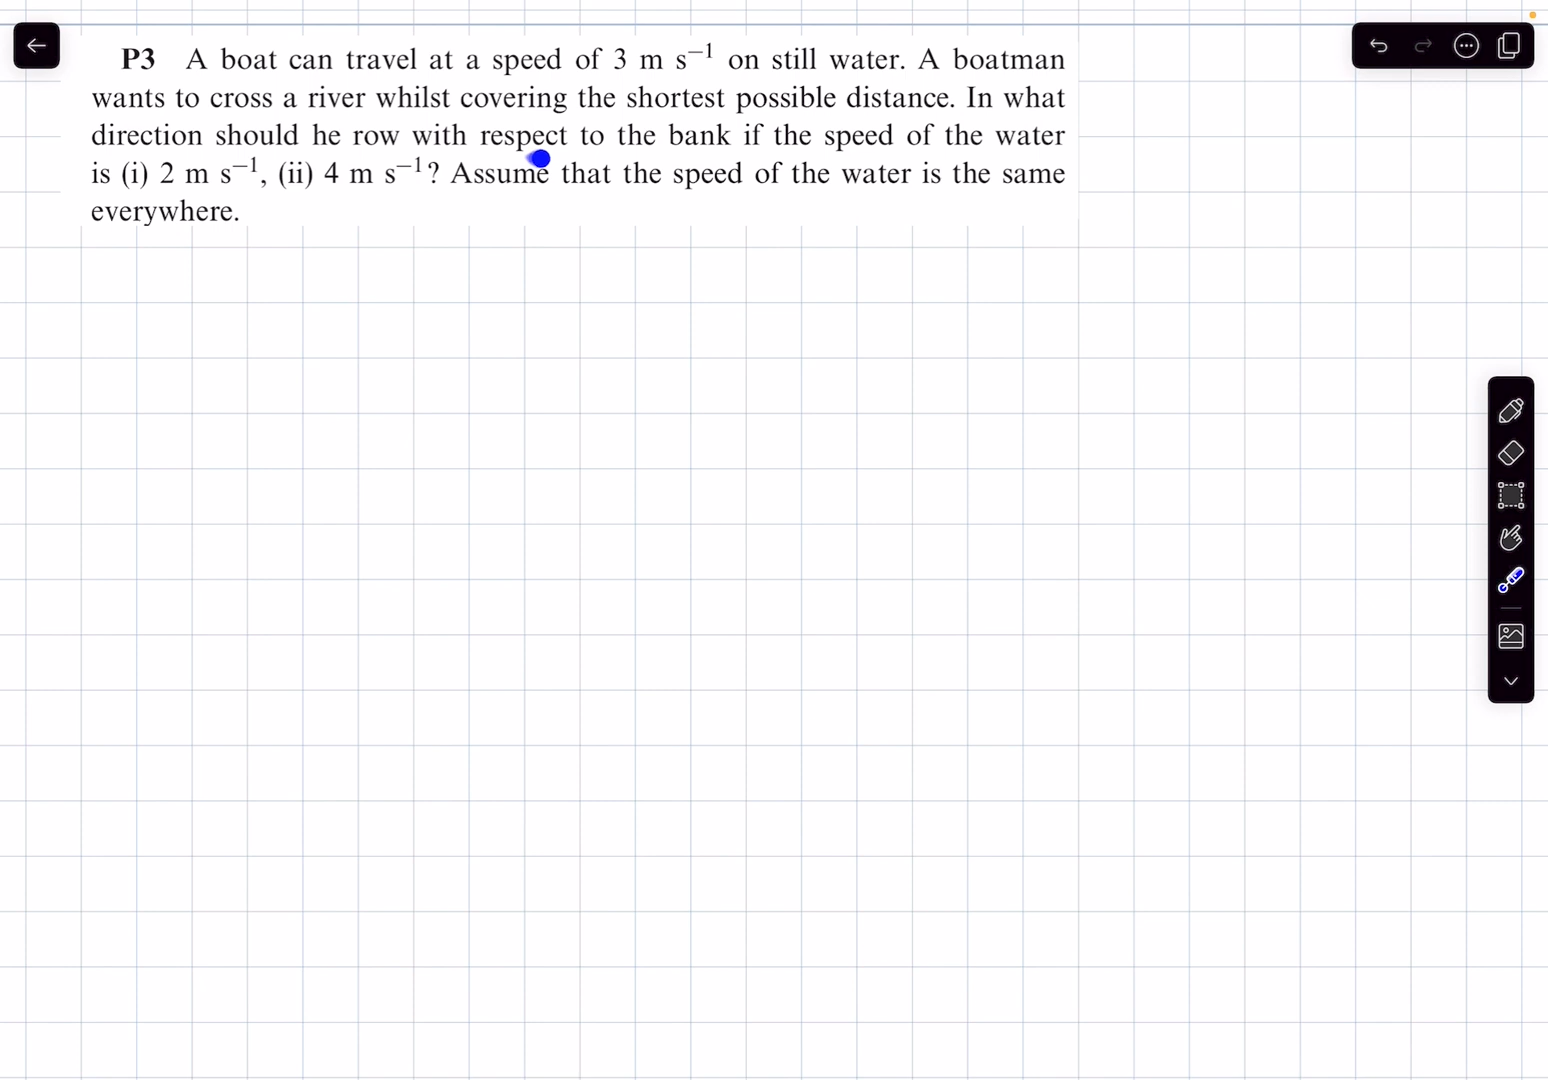 P3 A boat can travel at a speed of 3 m s⁻¹ on still water. A boatman
wants to cross a river whilst covering the shortest possible distance. In what
direction should he row with respect to the bank if the speed of the water
is (i) 2 m s⁻¹, (ii) 4 m s⁻¹? Assume that the speed of the water is the same
everywhere.